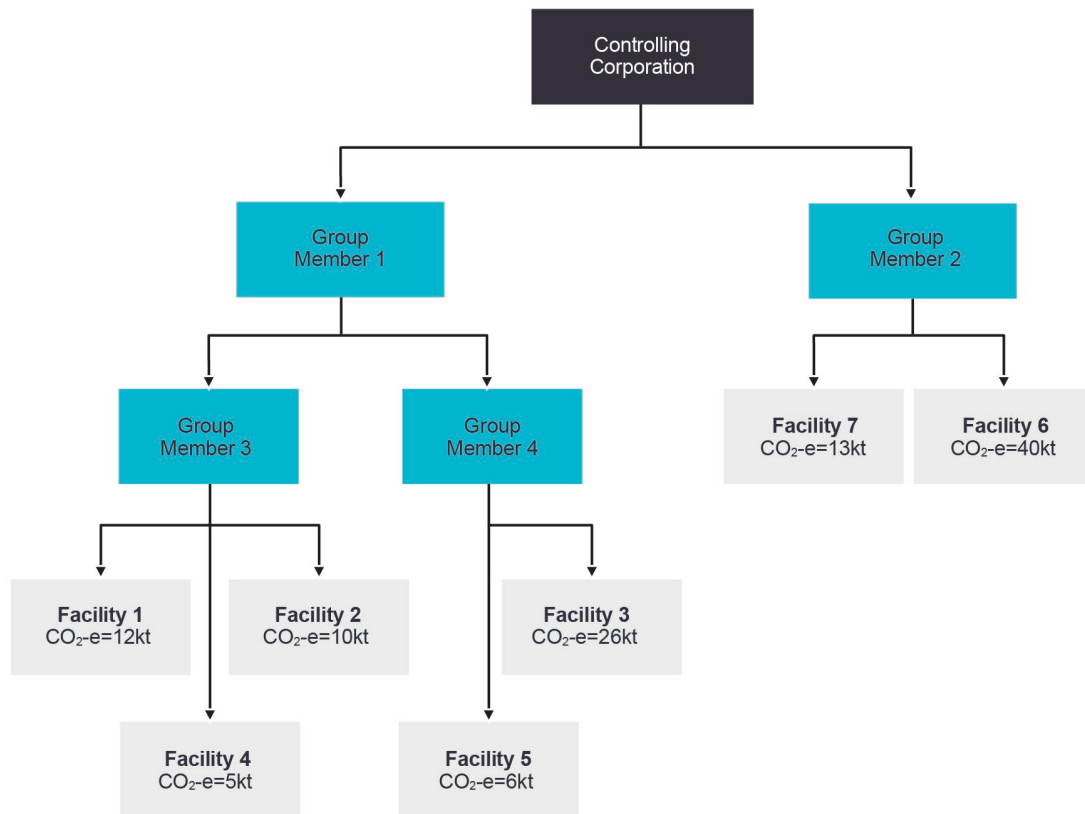 Controlling
Corporation
Group
Member 1
Group
Member 2
Group
Member 3
Group
Member 4
Facility 7
CO₂-e=13kt
Facility 6
CO₂-e=40kt
Facility 1
CO₂-e=12kt
Facility 2
CO₂-e=10kt
Facility 3
CO₂-e=26kt
Facility 4
CO₂-e=5kt
Facility 5
CO₂-e=6kt